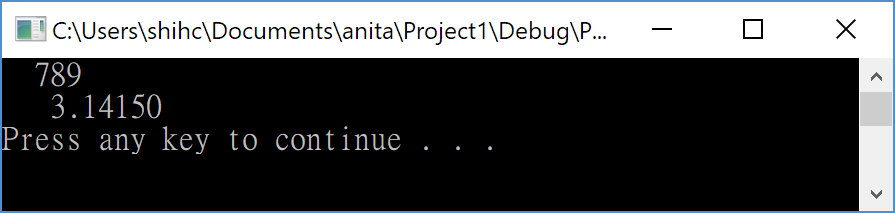 C:\Users\shihc\Documents\anita\Project1\Debug\P...
789
3.14150
Press any key to continue . . .